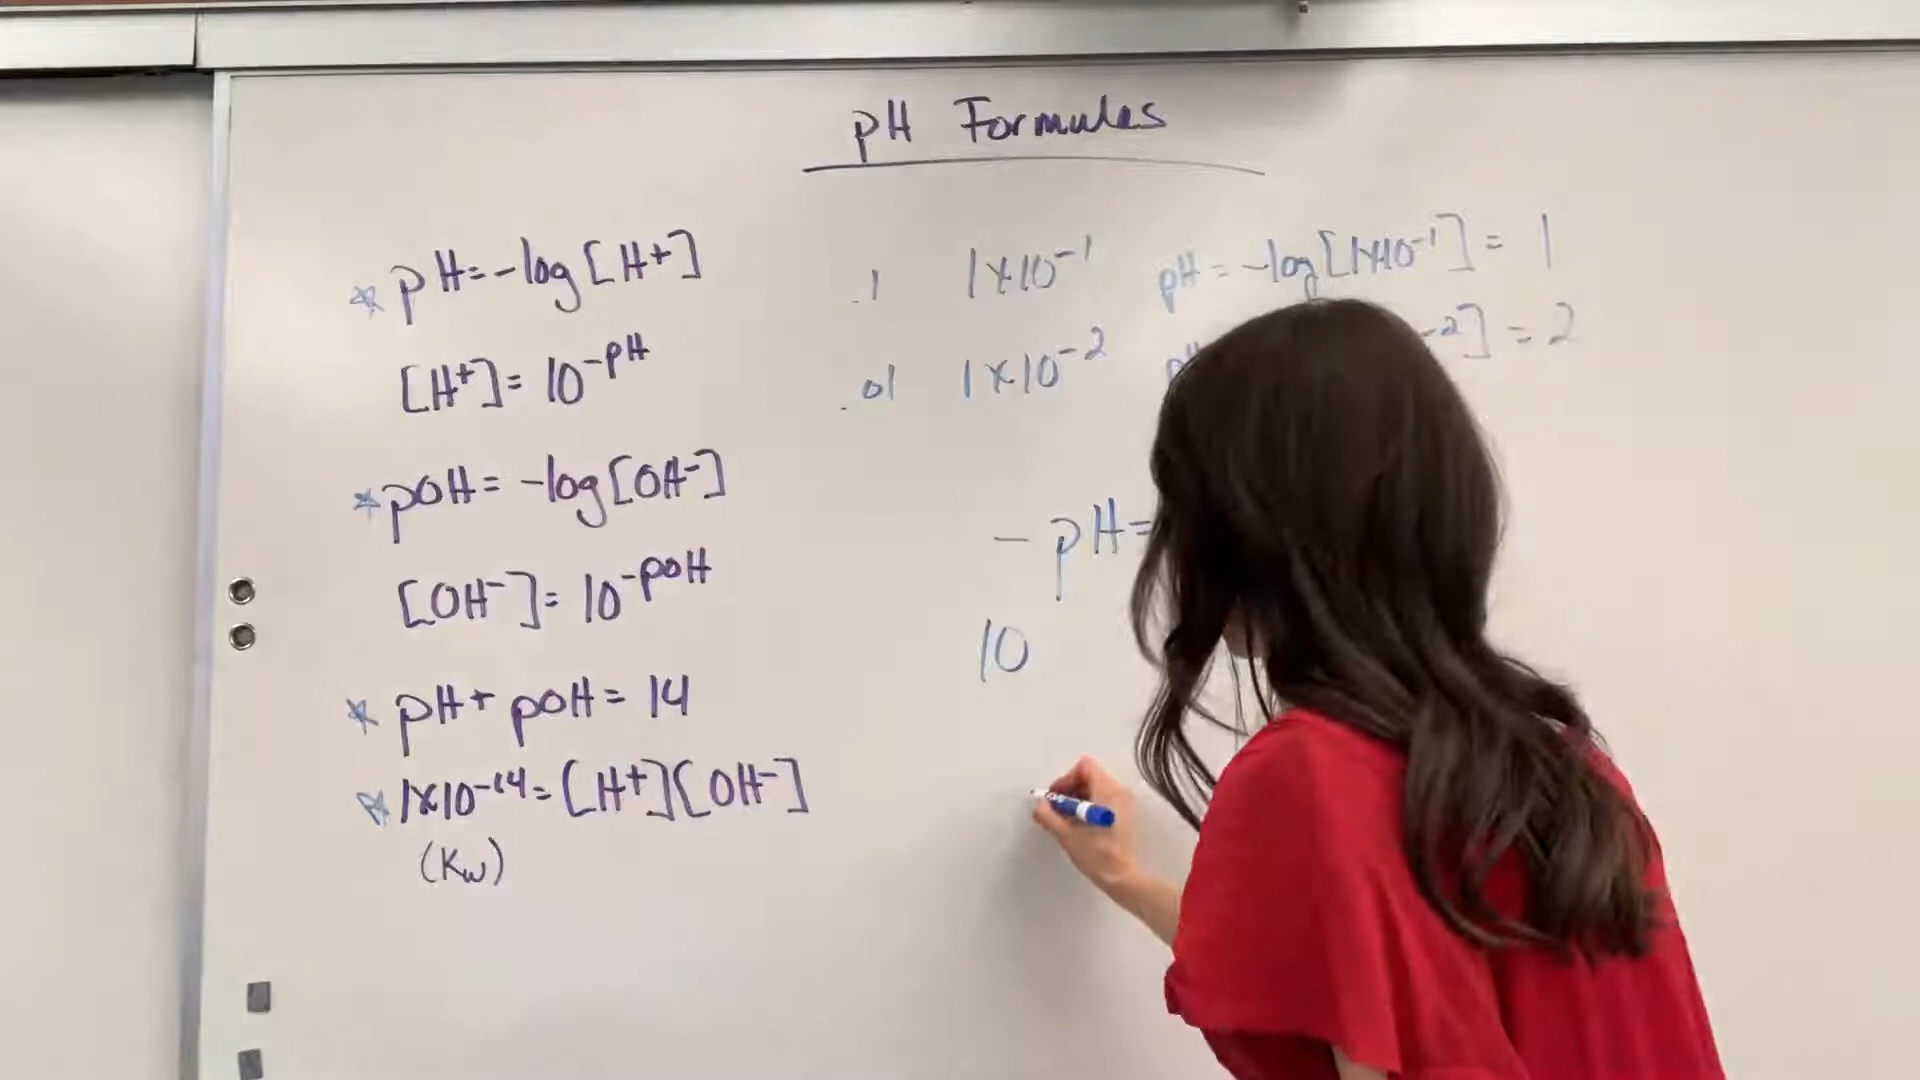 pH Formulas
* pH=-log[H+]
[H+]= 10^-pH
* pOH= -log[OH-]
[OH-]= 10^-pOH
* pH+ pOH= 14
* 1x10^-14=[H+][OH-]
(Kw)
.1 1x10^-1 pH = -log[1x10^-1] = 1
.01 1x10^-2 pH -2] = 2
- pH=
10